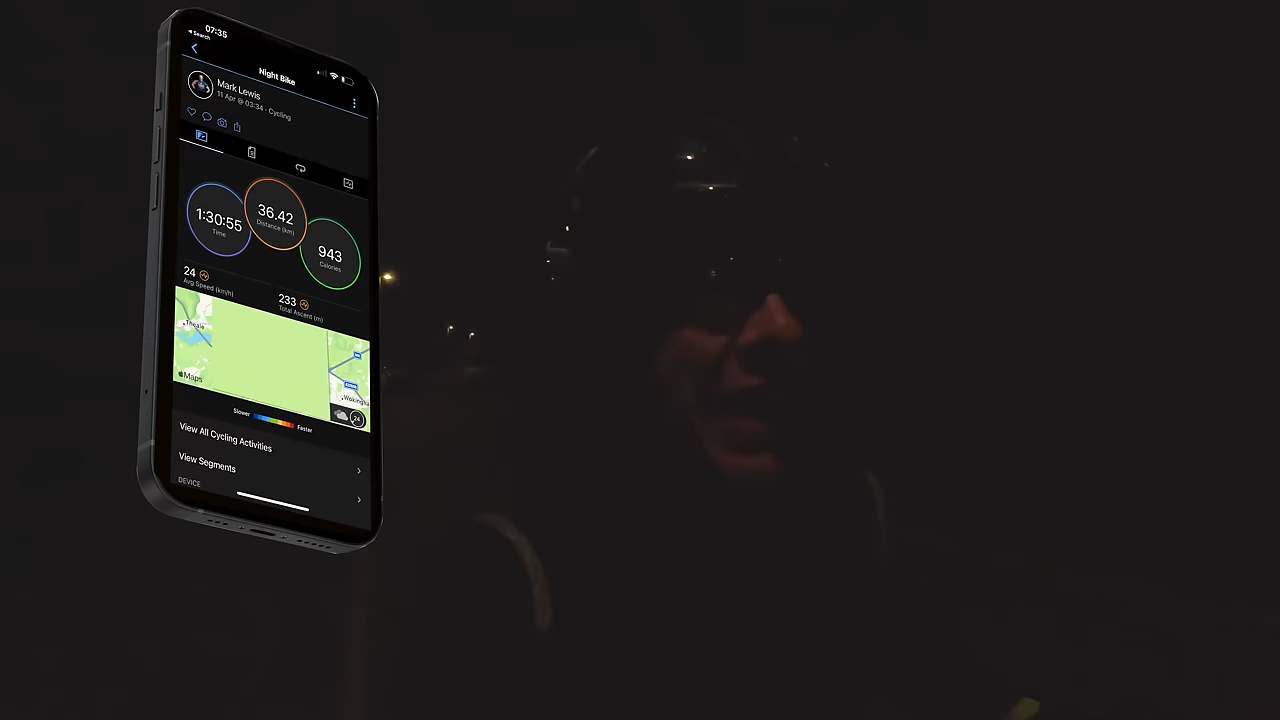 07:35
Search
Night Bike
Mark Lewis
11 Apr @ 03:34 · Cycling
1:30:55
Time
36.42
Distance (km)
943
Calories
24
Avg Speed (km/h)
233
Total Ascent (m)
Theale
Maps
Wokingha
24
Slower
Faster
View All Cycling Activities
View Segments
DEVICE